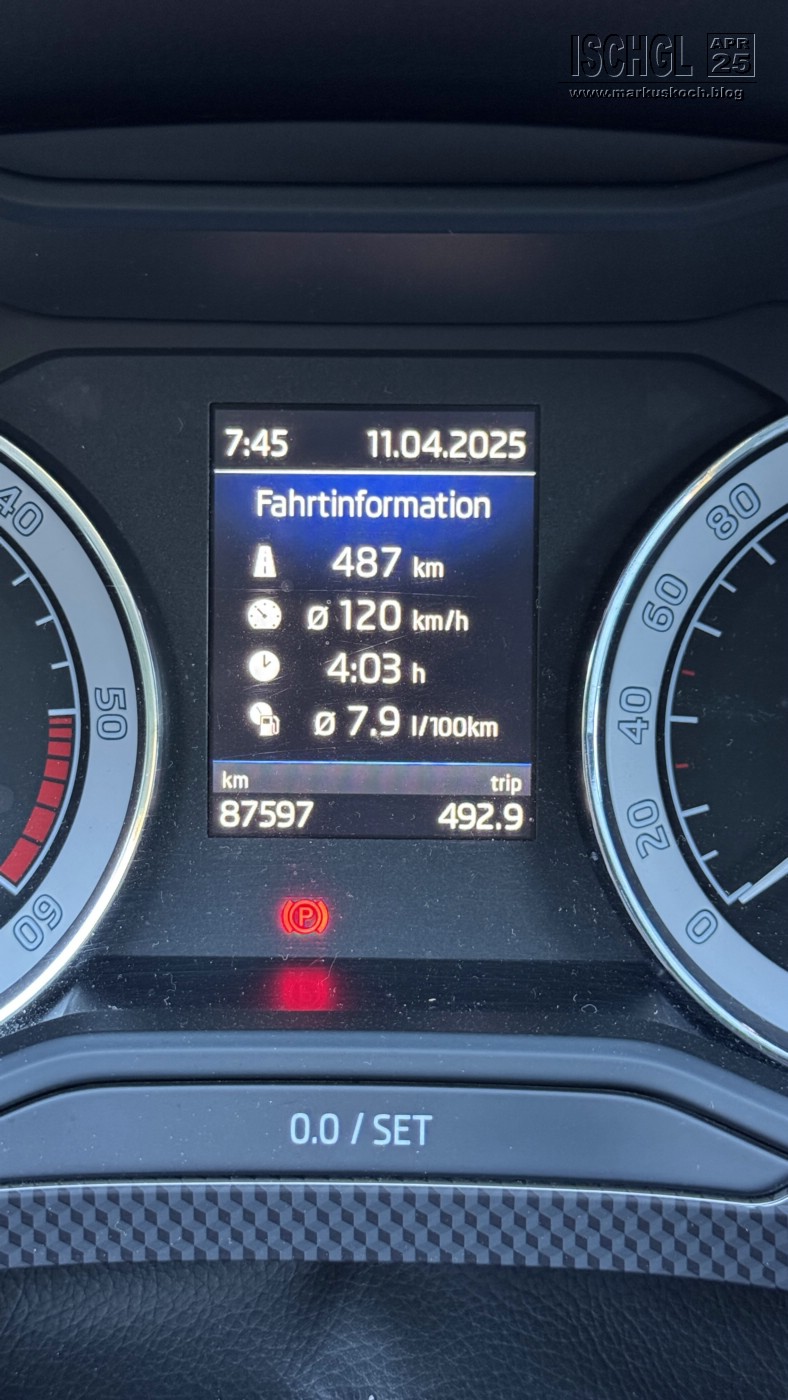 ISCHGL APR 25
www.markuskoch.blog
7:45 11.04.2025
Fahrtinformation
487 km
ø 120 km/h
4:03 h
ø 7.9 l/100km
km trip
87597 492.9
40
50
60
80
60
40
20
0
P
0.0 / SET